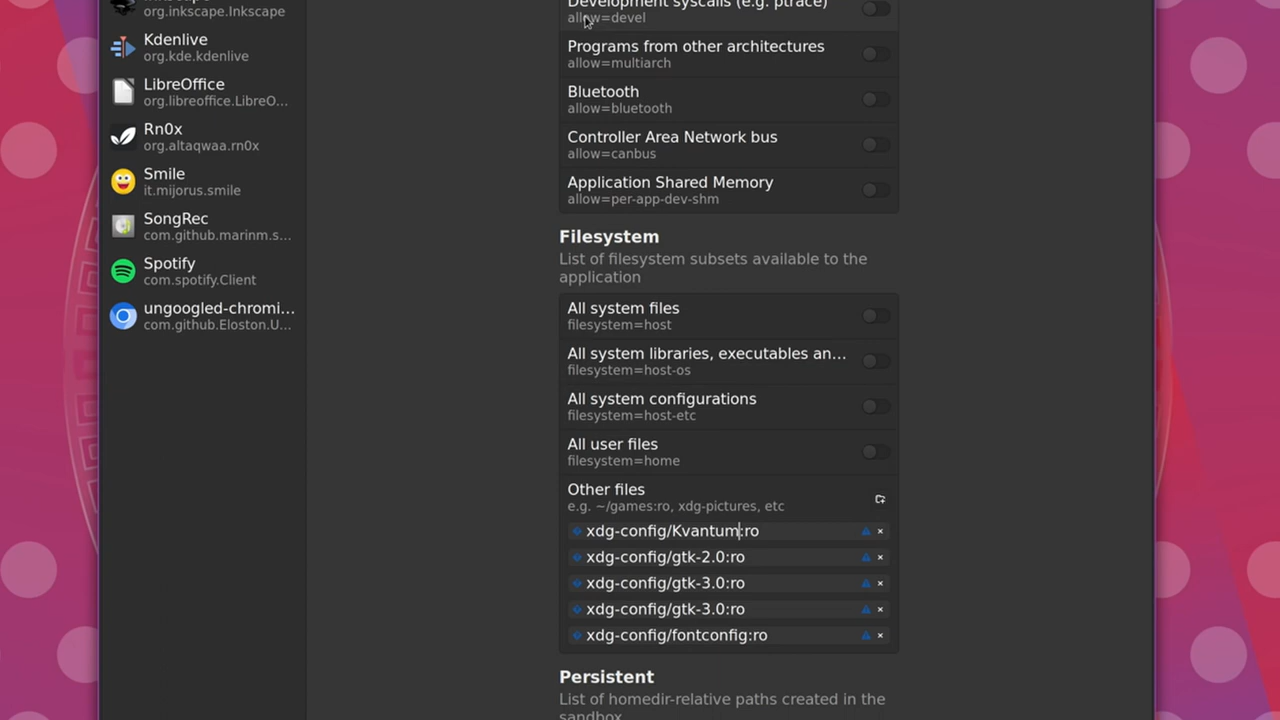 Inkscape
org.inkscape.Inkscape
Kdenlive
org.kde.kdenlive
LibreOffice
org.libreoffice.LibreO...
Rn0x
org.altaqwaa.rn0x
Smile
it.mijorus.smile
SongRec
com.github.marinm.s...
Spotify
com.spotify.Client
ungoogled-chromi...
com.github.Eloston.U...
Development syscalls (e.g. ptrace)
allow=devel
Programs from other architectures
allow=multiarch
Bluetooth
allow=bluetooth
Controller Area Network bus
allow=canbus
Application Shared Memory
allow=per-app-dev-shm
Filesystem
List of filesystem subsets available to the
application
All system files
filesystem=host
All system libraries, executables an...
filesystem=host-os
All system configurations
filesystem=host-etc
All user files
filesystem=home
Other files
e.g. ~/games:ro, xdg-pictures, etc
xdg-config/Kvantum:ro
xdg-config/gtk-2.0:ro
xdg-config/gtk-3.0:ro
xdg-config/gtk-3.0:ro
xdg-config/fontconfig:ro
Persistent
List of homedir-relative paths created in the
sandbox